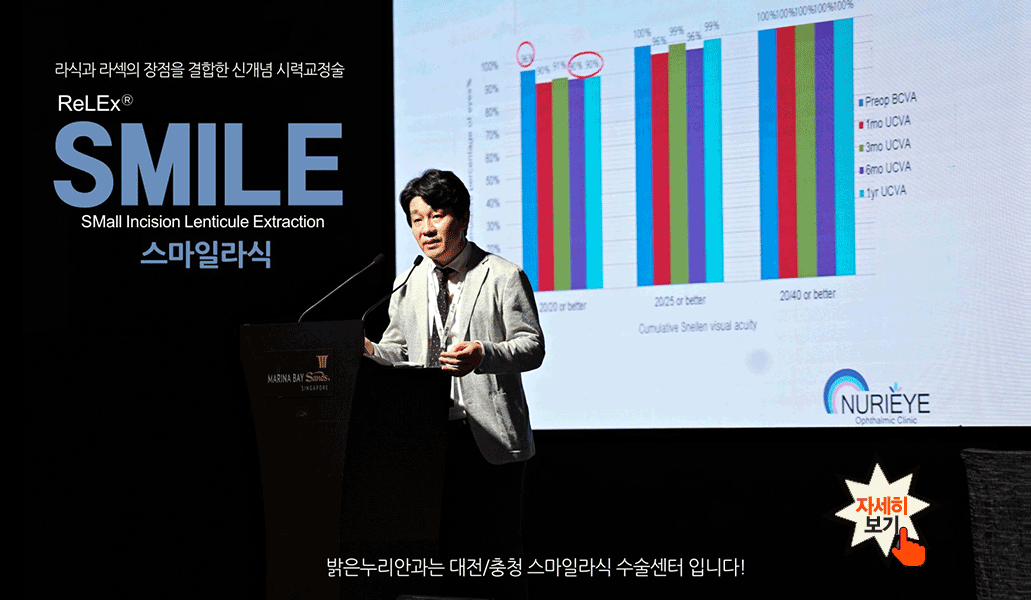 라식과 라섹의 장점을 결합한 신개념 시력교정술
ReLEx®
SMILE
SMall Incision Lenticule Extraction
스마일라식
100%
90%
80%
70%
60%
50%
40%
30%
20%
percentage of eyes%
96% 90% 91% 90% 90%
100% 96% 99% 96% 99%
100% 100% 100% 100% 100%
Preop BCVA
1mo UCVA
3mo UCVA
6mo UCVA
1yr UCVA
20/20 or better
20/25 or better
20/40 or better
Cumulative Snellen visual acuity
NURIEYE
Ophthalmic Clinic
MARINA BAY Sands
SINGAPORE
자세히
보기
밝은누리안과는 대전/충청 스마일라식 수술센터 입니다!